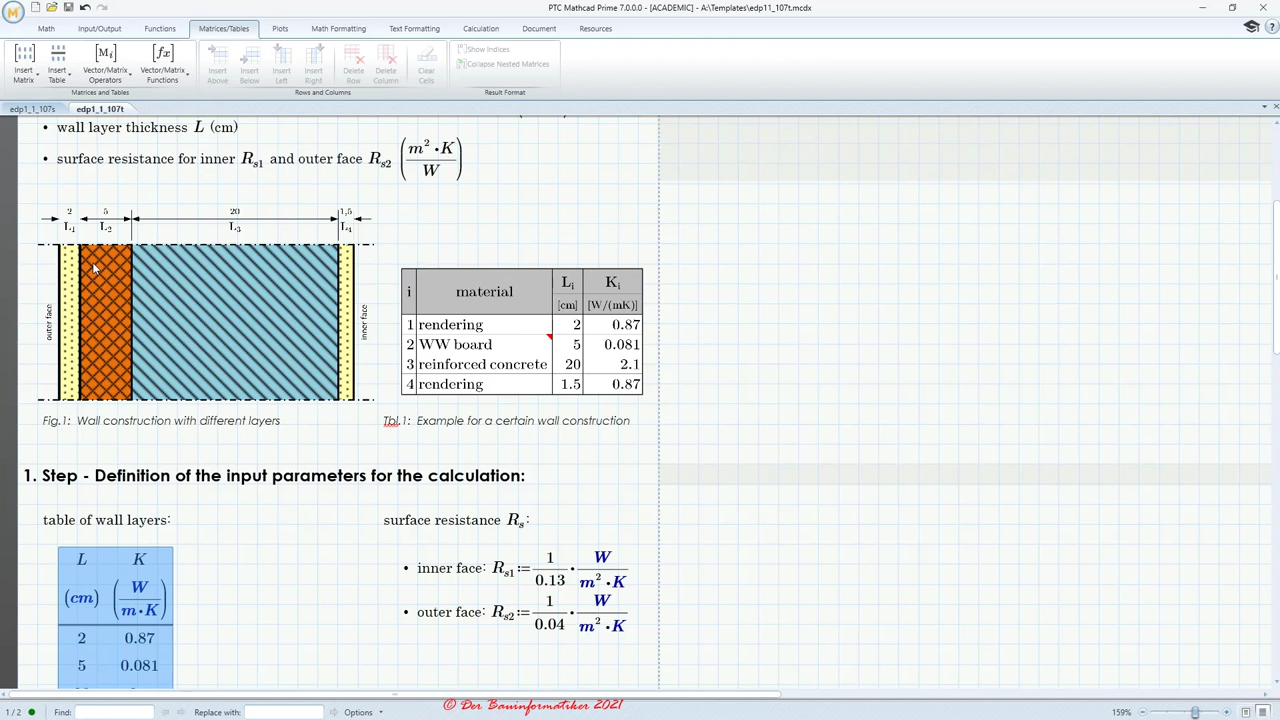 PTC Mathcad Prime 7.0.0.0 - [ACADEMIC] - A:\Templates\edp11_107t.mcdx
Math Input/Output Functions Matrices/Tables Plots Math Formatting Text Formatting Calculation Document Resources
Insert Matrix Insert Table Vector/Matrix Operators Vector/Matrix Functions Insert Above Insert Below Insert Left Insert Right Delete Row Delete Column Clear Cells Show Indices
Collapse Nested Matrices
Matrices and Tables Rows and Columns Result Format
edp1_1_107s edp1_1_107t
• wall layer thickness L (cm)
• surface resistance for inner Rs1 and outer face Rs2 (m²·K/W)
2 5 20 1,5
L1 L2 L3 L4
outer face
inner face
i material Li Ki
[cm] [W/(mK)]
1 rendering 2 0.87
2 WW board 5 0.081
3 reinforced concrete 20 2.1
4 rendering 1.5 0.87
Fig.1: Wall construction with different layers
Tbl.1: Example for a certain wall construction
1. Step - Definition of the input parameters for the calculation:
table of wall layers:
surface resistance Rs:
L K
(cm) (W/m·K)
2 0.87
5 0.081
• inner face: Rs1:=1/0.13·W/m²·K
• outer face: Rs2:=1/0.04·W/m²·K
© Der Bauinformatiker 2021
1 / 2 Find: Replace with: Options 159%